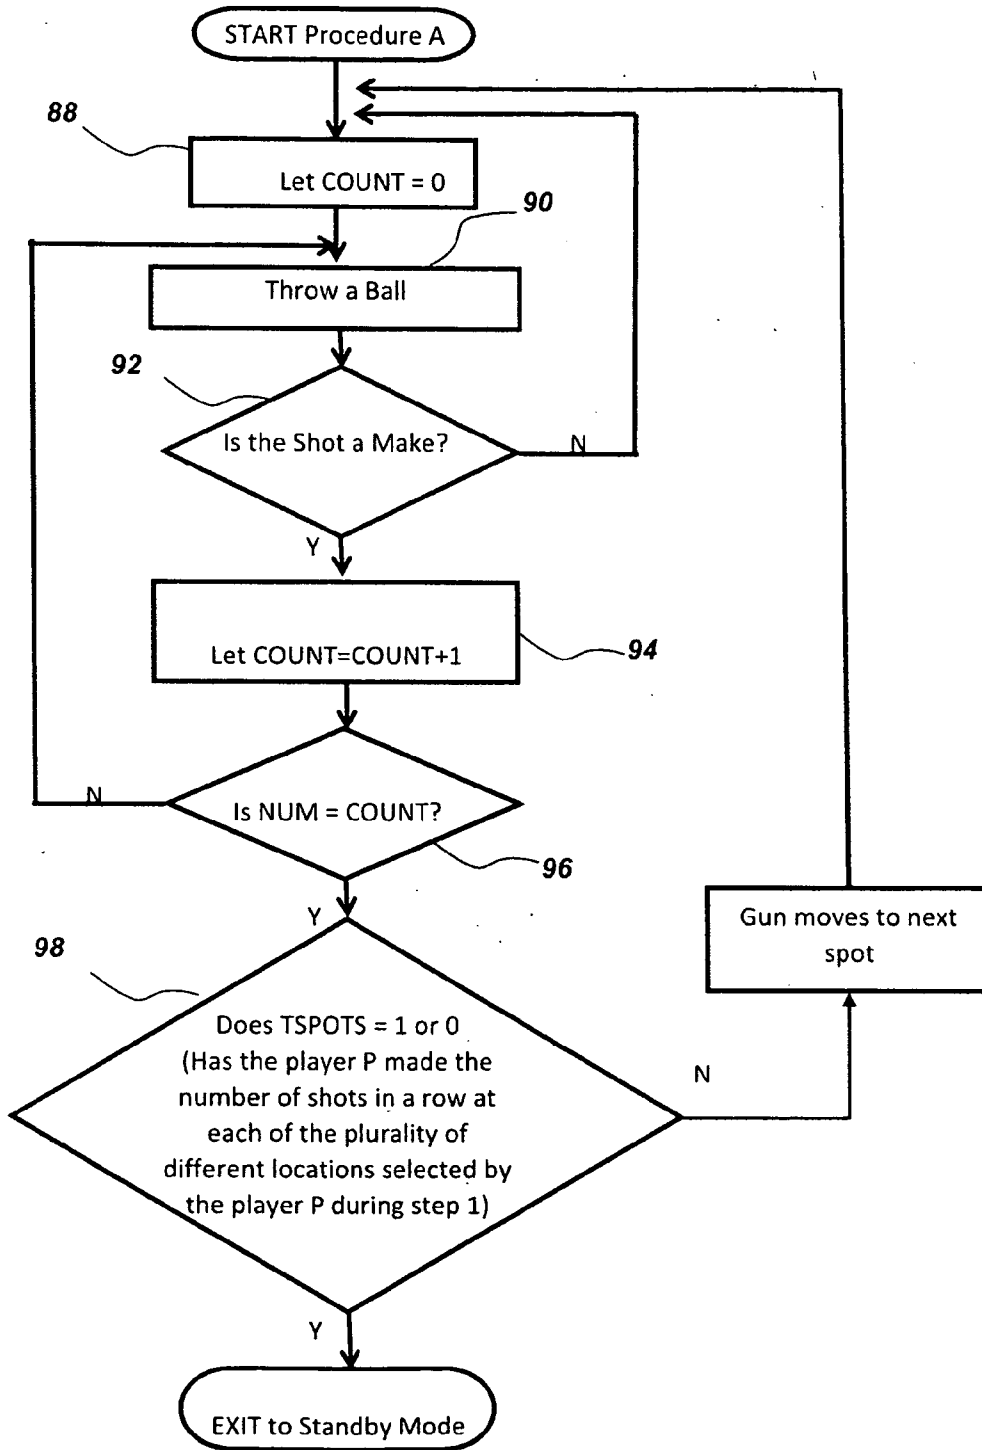 START Procedure A
88
Let COUNT = 0
90
Throw a Ball
92
Is the Shot a Make?
N
Y
Let COUNT=COUNT+1
94
N
Is NUM = COUNT?
96
Y
Gun moves to next
spot
98
Does TSPOTS = 1 or 0
(Has the player P made the
number of shots in a row at
each of the plurality of
different locations selected by
the player P during step 1)
N
Y
EXIT to Standby Mode